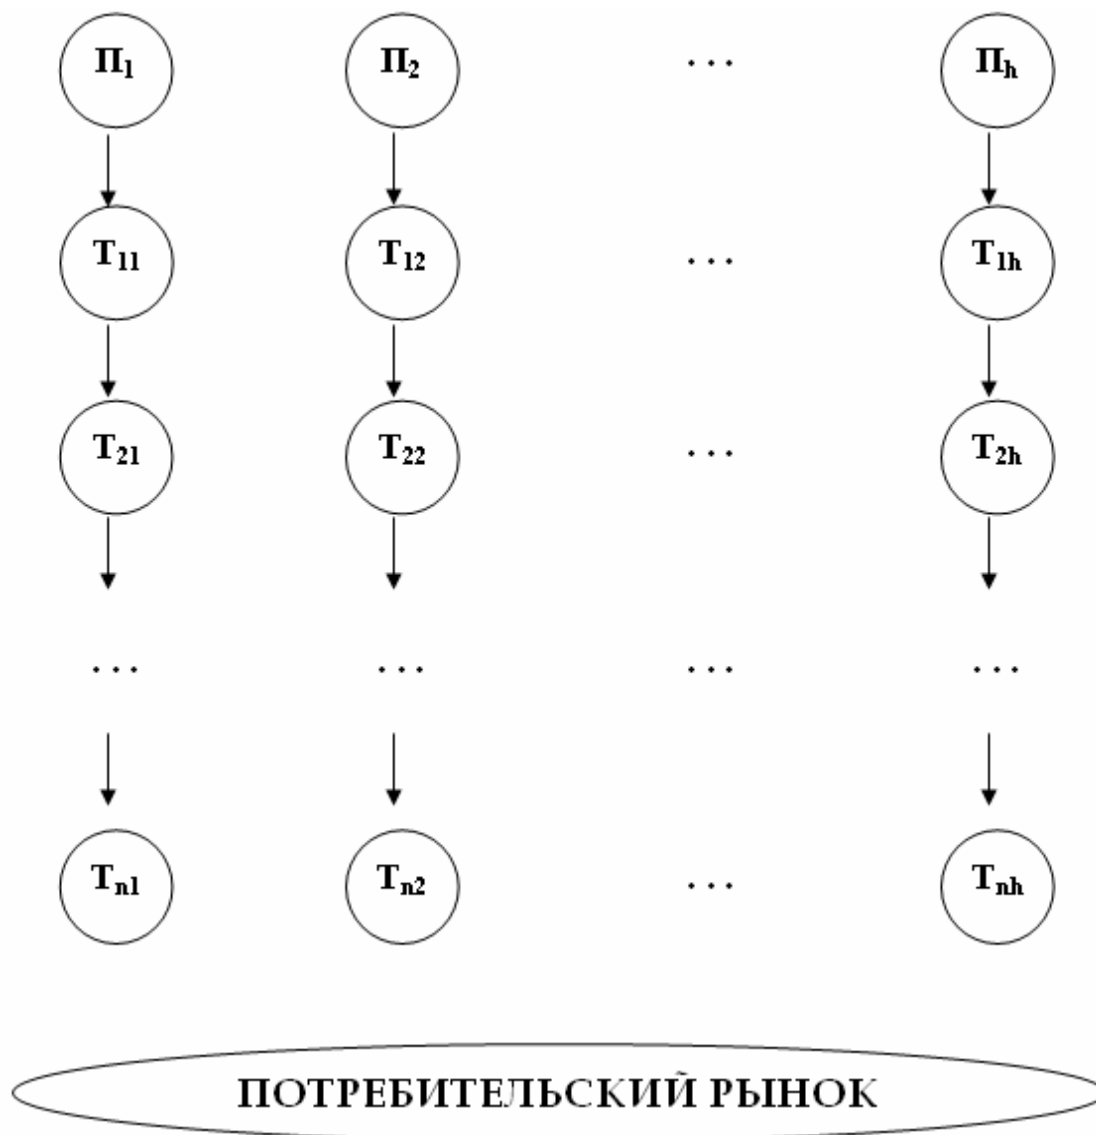 П₁ П₂ ... Пₕ
Т₁₁ Т₁₂ ... Т₁ₕ
Т₂₁ Т₂₂ ... Т₂ₕ
... ... ... ...
Тₙ₁ Тₙ₂ ... Тₙₕ
ПОТРЕБИТЕЛЬСКИЙ РЫНОК